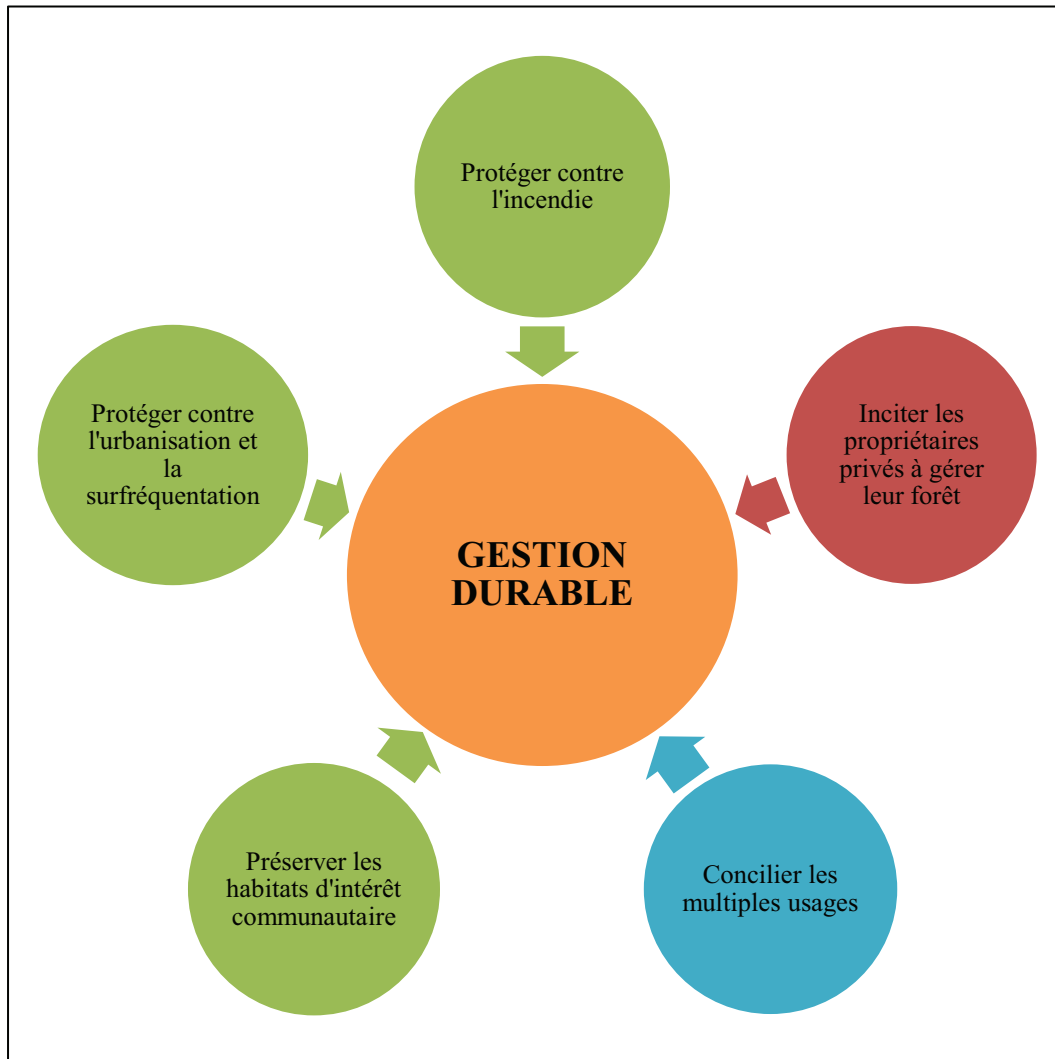 Protéger contre
l'incendie
Protéger contre
l'urbanisation et
la
surfréquentation
Inciter les
propriétaires
privés à gérer
leur forêt
GESTION
DURABLE
Préserver les
habitats d'intérêt
communautaire
Concilier les
multiples usages